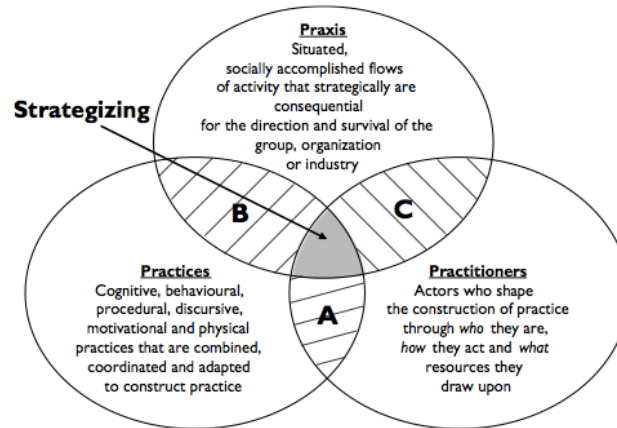 Praxis
Situated,
socially accomplished flows
of activity that strategically are
consequential
for the direction and survival of the
group, organization
or industry
Strategizing
B
C
Practices
Cognitive, behavioural,
procedural, discursive,
motivational and physical
practices that are combined,
coordinated and adapted
to construct practice
A
Practitioners
Actors who shape
the construction of practice
through who they are,
how they act and what
resources they
draw upon